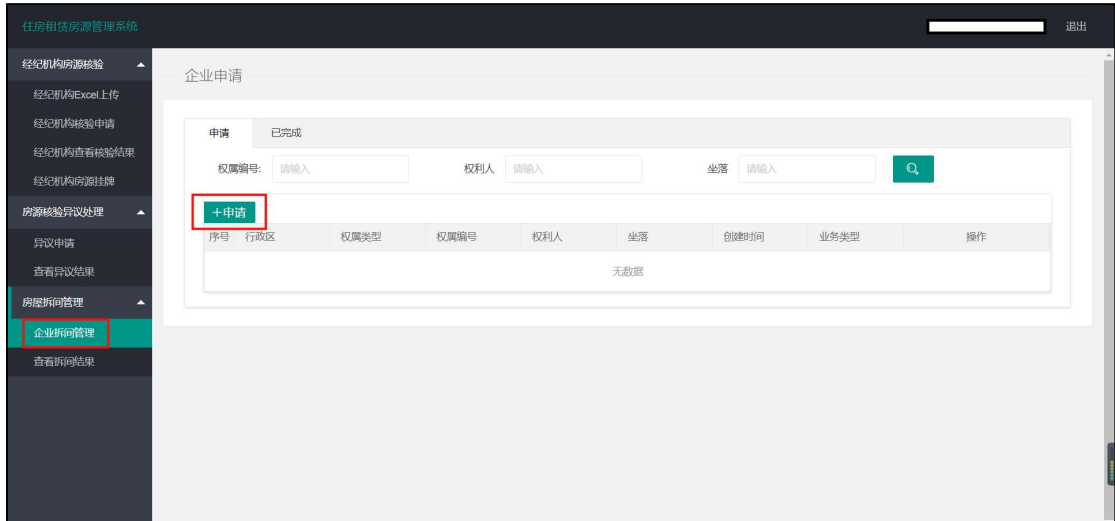 住房租赁房源管理系统
退出
经纪机构房源核验
经纪机构Excel上传
经纪机构核验申请
经纪机构查看核验结果
经纪机构房源挂牌
房源核验异议处理
异议申请
查看异议结果
房屋拆间管理
企业拆间管理
查看拆间结果
企业申请
申请 已完成
权属编号: 请输入 权利人 请输入 坐落 请输入
+申请
序号 行政区 权属类型 权属编号 权利人 坐落 创建时间 业务类型 操作
无数据